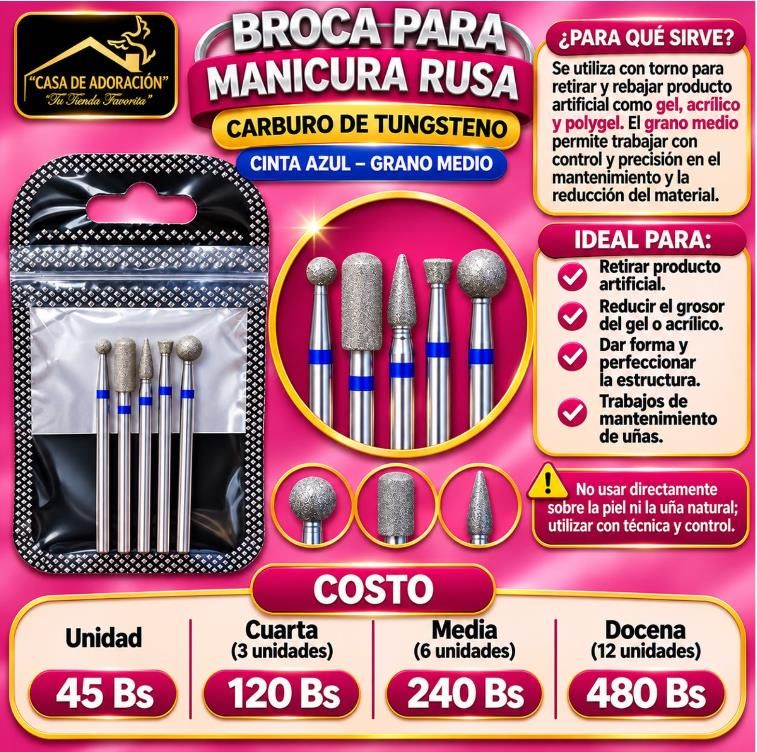 "CASA DE ADORACIÓN"
"Tu Tienda Favorita"
BROCA PARA
MANICURA RUSA
CARBURO DE TUNGSTENO
CINTA AZUL – GRANO MEDIO
¿PARA QUÉ SIRVE?
Se utiliza con torno para
retirar y rebajar producto
artificial como gel, acrílico
y polygel. El grano medio
permite trabajar con
control y precisión en el
mantenimiento y la
reducción del material.
IDEAL PARA:
Retirar producto
artificial.
Reducir el grosor
del gel o acrílico.
Dar forma y
perfeccionar
la estructura.
Trabajos de
mantenimiento
de uñas.
No usar directamente
sobre la piel ni la uña natural;
utilizar con técnica y control.
COSTO
Unidad
45 Bs
Cuarta
(3 unidades)
120 Bs
Media
(6 unidades)
240 Bs
Docena
(12 unidades)
480 Bs